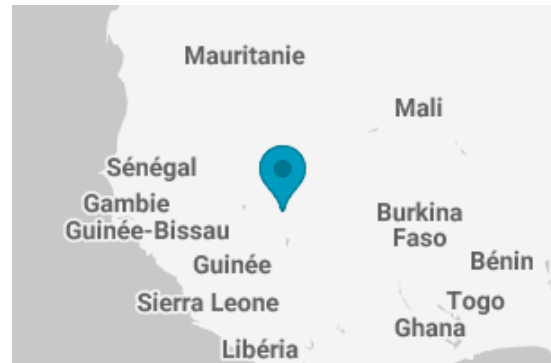 Mauritanie
Mali
Sénégal
Gambie
Guinée-Bissau
Burkina
Faso
Guinée
Bénin
Sierra Leone
Togo
Ghana
Libéria